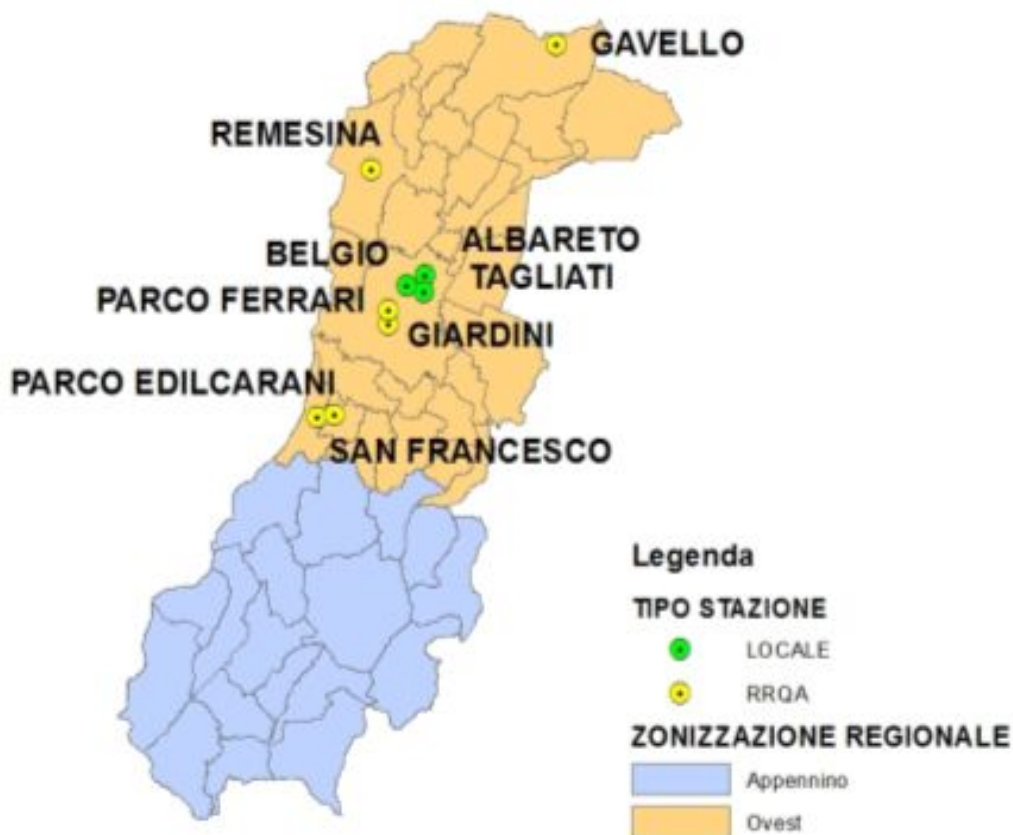 GAVELLO
REMESINA
ALBARETO
BELGIO
TAGLIATI
PARCO FERRARI
GIARDINI
PARCO EDILCARANI
SAN FRANCESCO
Legenda
TIPO STAZIONE
LOCALE
RRQA
ZONIZZAZIONE REGIONALE
Appennino
Ovest